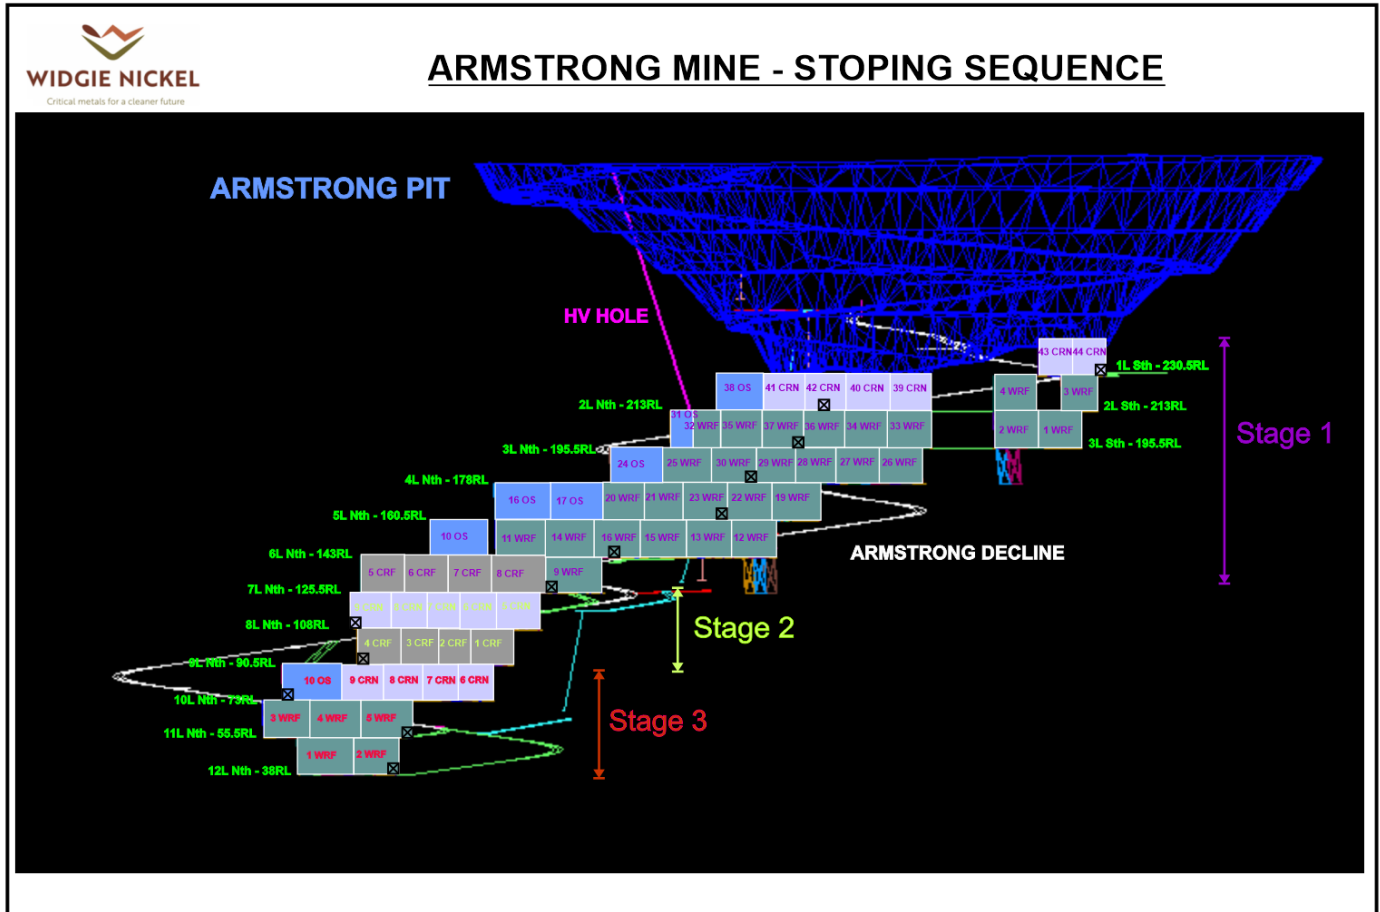 WIDGIE NICKEL
Critical metals for a cleaner future
ARMSTRONG MINE - STOPING SEQUENCE
ARMSTRONG PIT
HV HOLE
43 CRN 44 CRN
1L Sth - 230.5RL
38 OS 41 CRN 42 CRN 40 CRN 39 CRN
4 WRF 3 WRF
2L Nth - 213RL
2L Sth - 213RL
31 OS
32 WRF 35 WRF 37 WRF 36 WRF 34 WRF 33 WRF
2 WRF 1 WRF
Stage 1
3L Nth - 195.5RL
3L Sth - 195.5RL
24 OS 25 WRF 30 WRF 29 WRF 28 WRF 27 WRF 26 WRF
4L Nth - 178RL
16 OS 17 OS 20 WRF 21 WRF 23 WRF 22 WRF 19 WRF
5L Nth - 160.5RL
10 OS 11 WRF 14 WRF 16 WRF 15 WRF 13 WRF 12 WRF
6L Nth - 143RL
ARMSTRONG DECLINE
5 CRF 6 CRF 7 CRF 8 CRF 9 WRF
7L Nth - 125.5RL
CRN CRN 7 CRN CRN 5 CRN
8L Nth - 108RL
Stage 2
4 CRF 3 CRF 2 CRF 1 CRF
9L Nth - 90.5RL
10 OS 9 CRN 8 CRN 7 CRN 6 CRN
10L Nth - 73RL
3 WRF 4 WRF 5 WRF
Stage 3
11L Nth - 55.5RL
1 WRF 2 WRF
12L Nth - 38RL